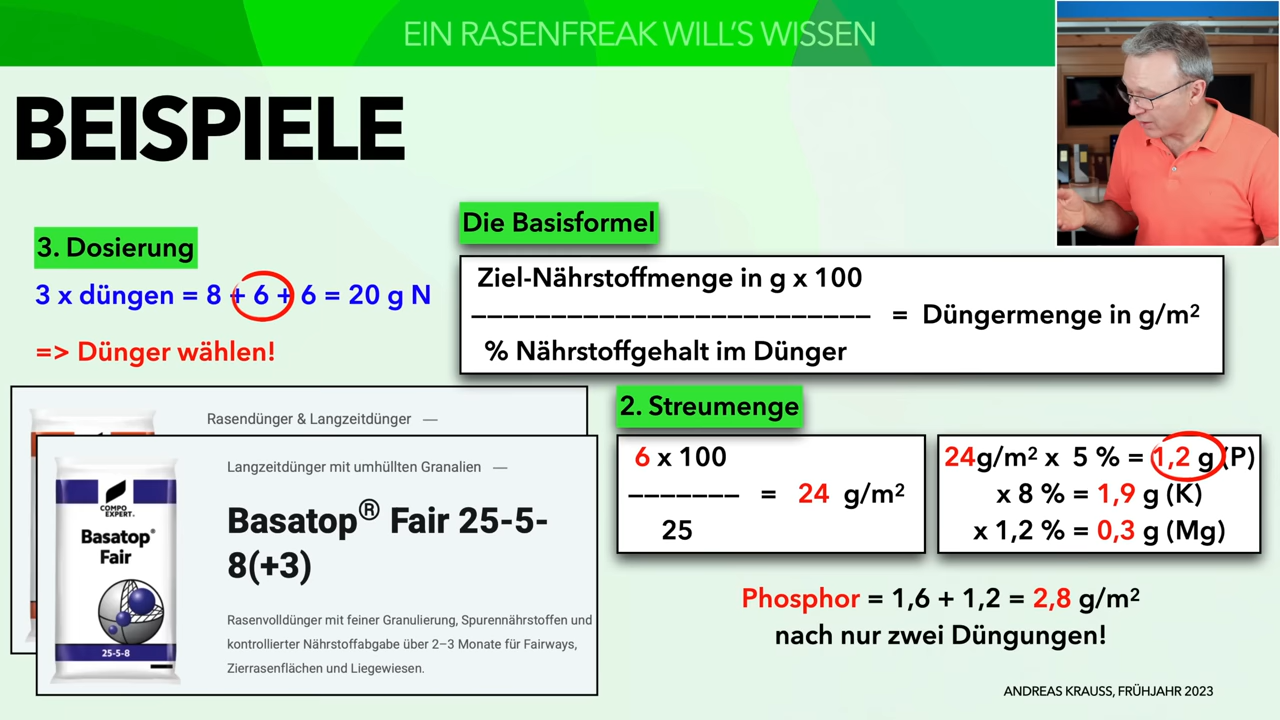 EIN RASENFREAK WILL'S WISSEN
BEISPIELE
3. Dosierung
3 x düngen = 8 + 6 + 6 = 20 g N
=> Dünger wählen!
Die Basisformel
Ziel-Nährstoffmenge in g x 100
–––––––––––––––––––––––– = Düngermenge in g/m²
% Nährstoffgehalt im Dünger
Rasendünger & Langzeitdünger —
Langzeitdünger mit umhüllten Granalien —
Basatop® Fair 25-5-
8(+3)
Rasenvolldünger mit feiner Granulierung, Spurennährstoffen und
kontrollierter Nährstoffabgabe über 2–3 Monate für Fairways,
Zierrasenflächen und Liegewiesen.
COMPO
EXPERT®
Basatop®
Fair
25-5-8
2. Streumenge
6 x 100
––––––– = 24 g/m²
25
24g/m² x 5 % = 1,2 g (P)
x 8 % = 1,9 g (K)
x 1,2 % = 0,3 g (Mg)
Phosphor = 1,6 + 1,2 = 2,8 g/m²
nach nur zwei Düngungen!
ANDREAS KRAUSS, FRÜHJAHR 2023